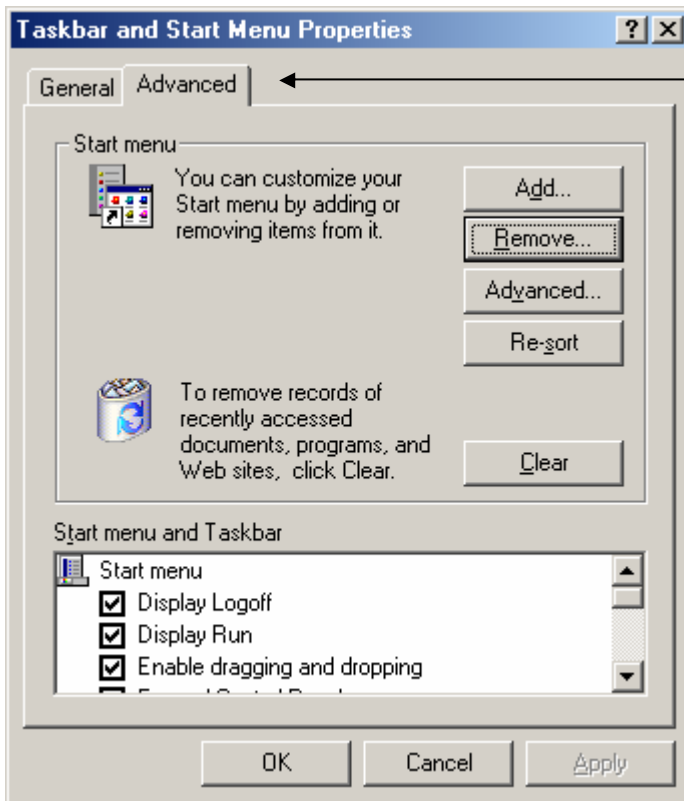 Taskbar and Start Menu Properties
General Advanced
Start menu
You can customize your
Start menu by adding or
removing items from it.
Add...
Remove...
Advanced...
Re-sort
To remove records of
recently accessed
documents, programs, and
Web sites, click Clear.
Clear
Start menu and Taskbar
Start menu
Display Logoff
Display Run
Enable dragging and dropping
OK Cancel Apply